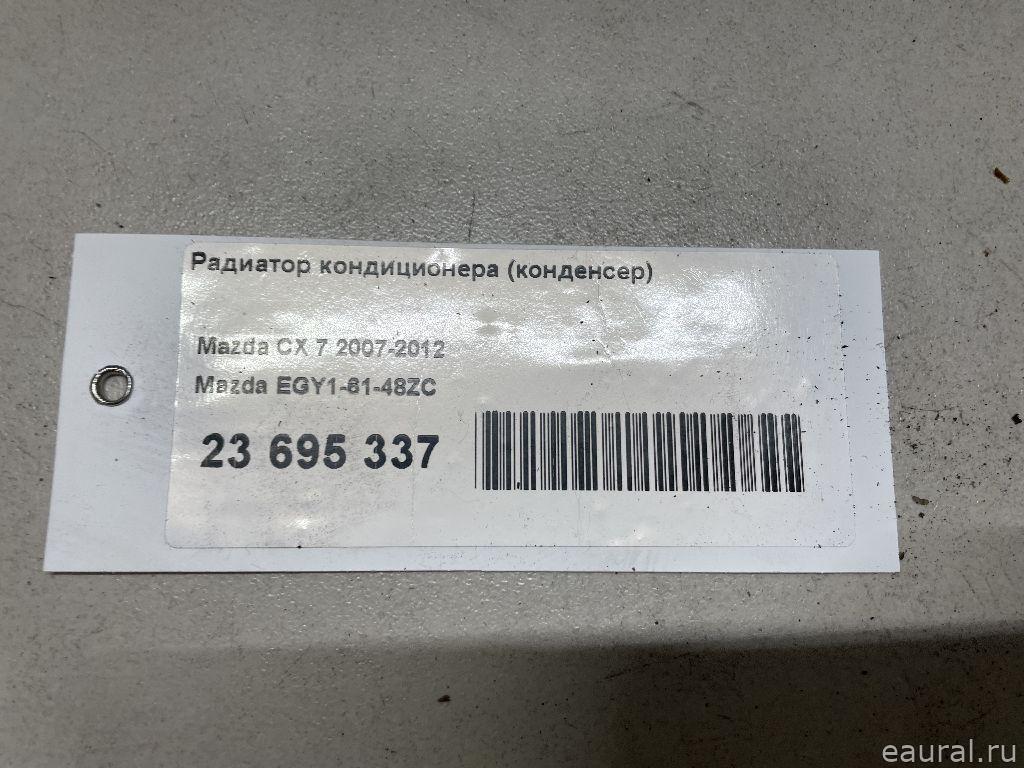 Радиатор кондиционера (конденсер)
Mazda CX 7 2007-2012
Mazda EGY1-61-48ZC
23 695 337
eaural.ru